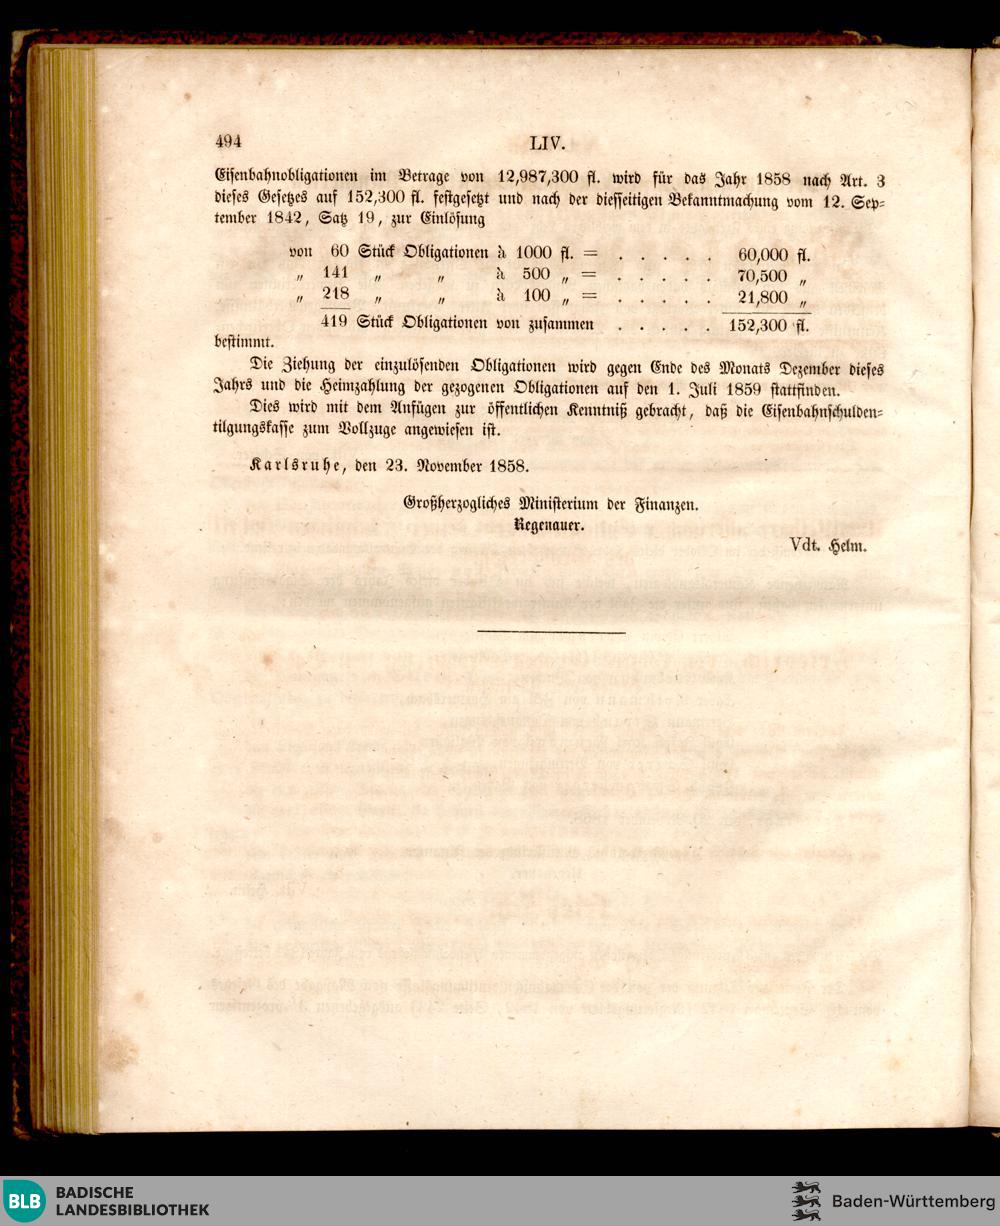 494 LIV.
Eisenbahnobligationen im Betrage von 12,987,300 fl. wird für das Jahr 1858 nach Art. 3
dieses Gesetzes auf 152,300 fl. festgesetzt und nach der diesseitigen Bekanntmachung vom 12. Sep-
tember 1842, Satz 19, zur Einlösung
von 60 Stück Obligationen à 1000 fl. = . . . . . 60,000 fl.
„ 141 „ „ à 500 „ = . . . . . 70,500 „
„ 218 „ „ à 100 „ = . . . . . 21,800 „
419 Stück Obligationen von zusammen . . . . . 152,300 fl.
bestimmt.
Die Ziehung der einzulösenden Obligationen wird gegen Ende des Monats Dezember dieses
Jahrs und die Heimzahlung der gezogenen Obligationen auf den 1. Juli 1859 stattfinden.
Dies wird mit dem Anfügen zur öffentlichen Kenntniß gebracht, daß die Eisenbahnschulden-
tilgungskasse zum Vollzuge angewiesen ist.
Karlsruhe, den 23. November 1858.
Großherzogliches Ministerium der Finanzen.
Regenauer.
Vdt. Helm.
BLB BADISCHE
LANDESBIBLIOTHEK
Baden-Württemberg